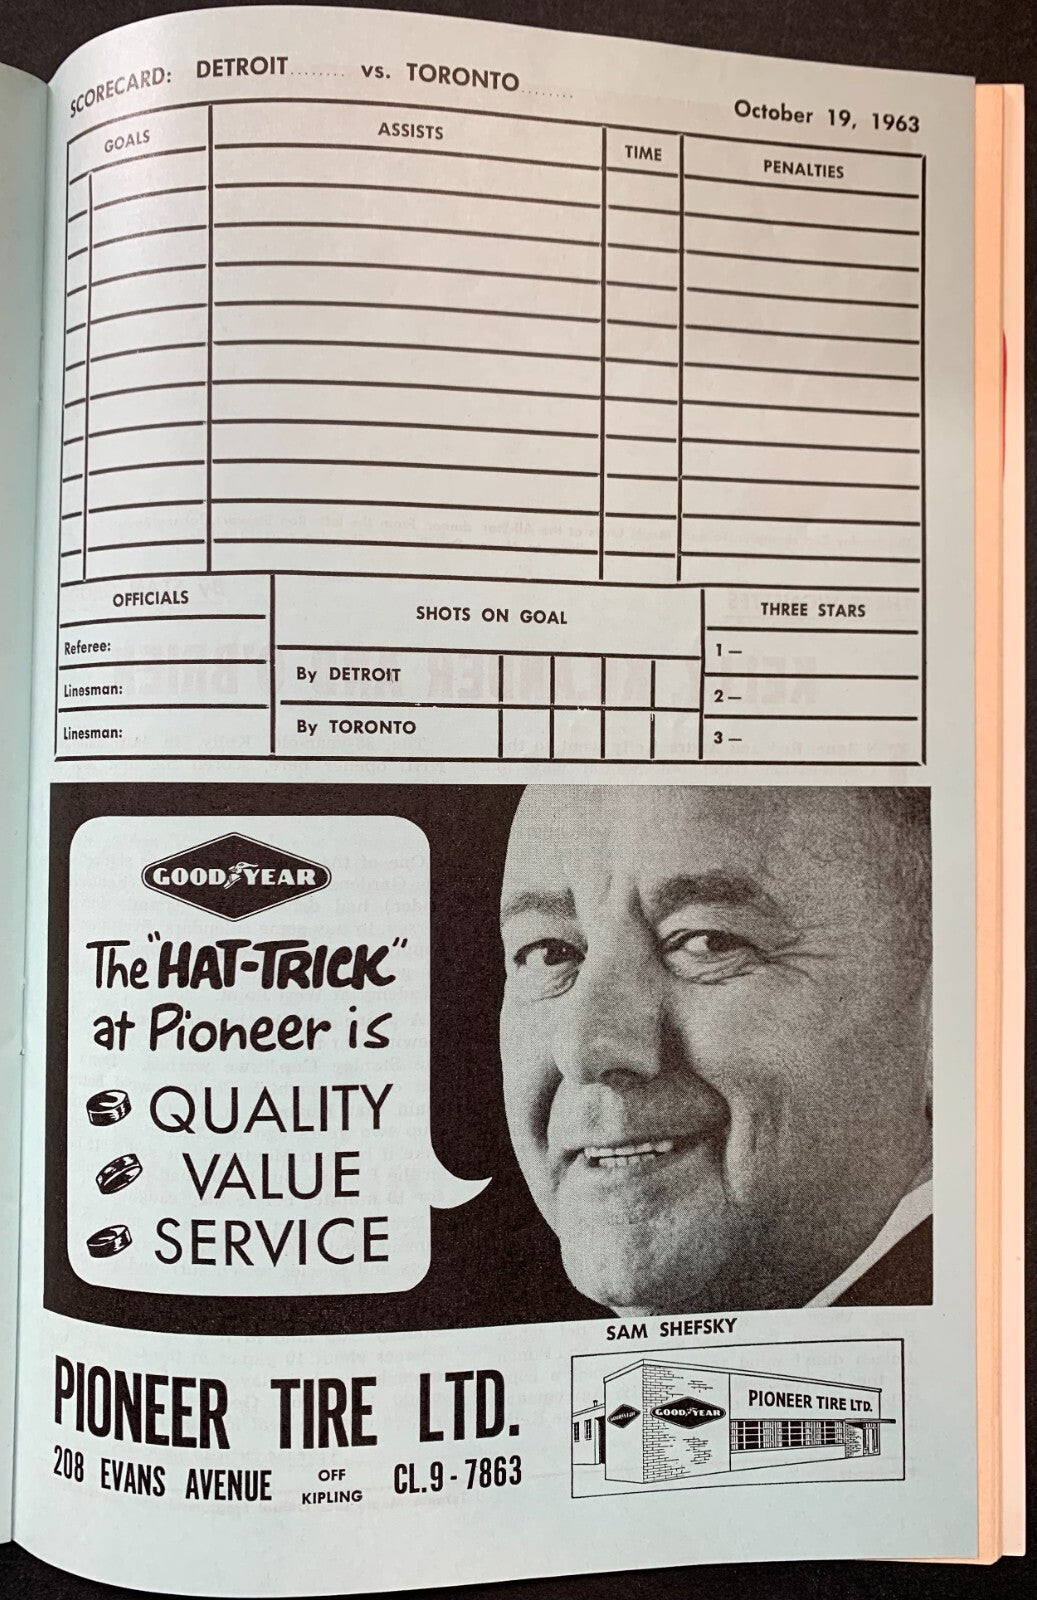 SCORECARD: DETROIT........ vs. TORONTO........
October 19, 1963
GOALS ASSISTS TIME PENALTIES
OFFICIALS
Referee:
Linesman:
Linesman:
SHOTS ON GOAL
By DETROIT
By TORONTO
THREE STARS
1 —
2 —
3 —
GOOD YEAR
The "HAT-TRICK"
at Pioneer is
QUALITY
VALUE
SERVICE
SAM SHEFSKY
PIONEER TIRE LTD.
208 EVANS AVENUE OFF KIPLING CL.9-7863
GOOD YEAR
PIONEER TIRE LTD.